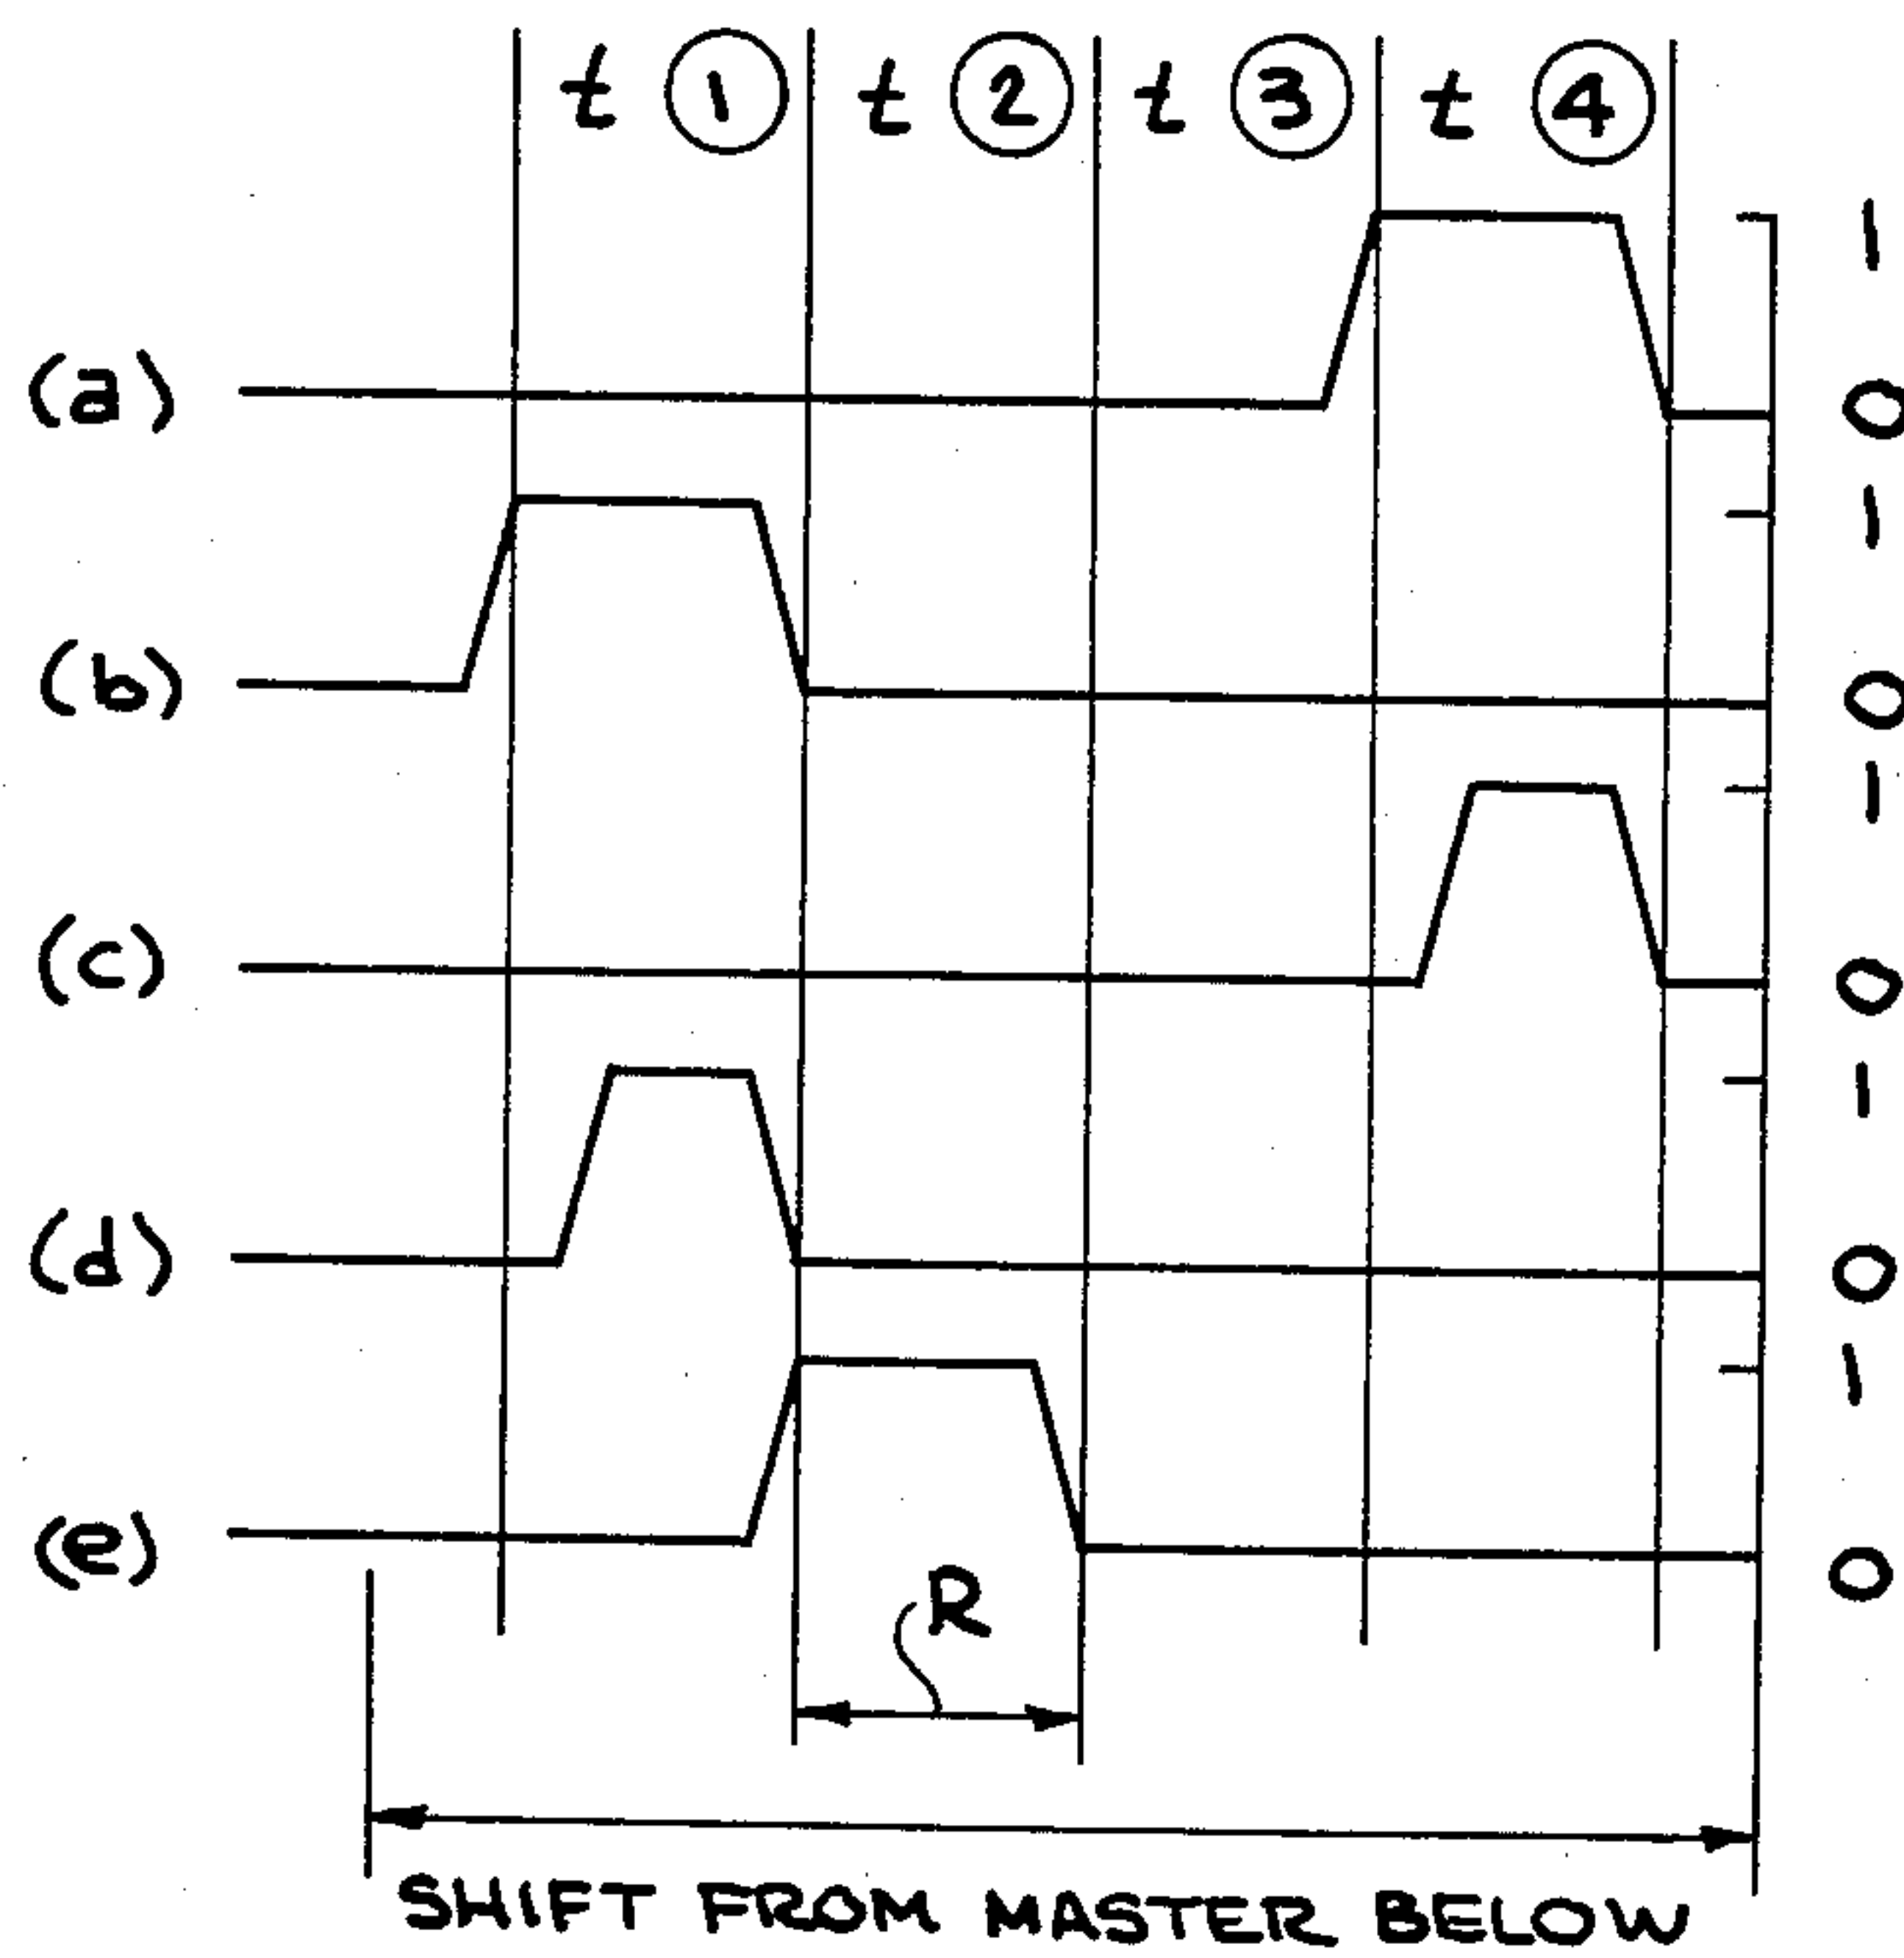 t ① t ② t ③ t ④
1
(a) 0
1
(b) 0
1
(c) 0
1
(d) 0
1
(e) 0
R
SHIFT FROM MASTER BELOW